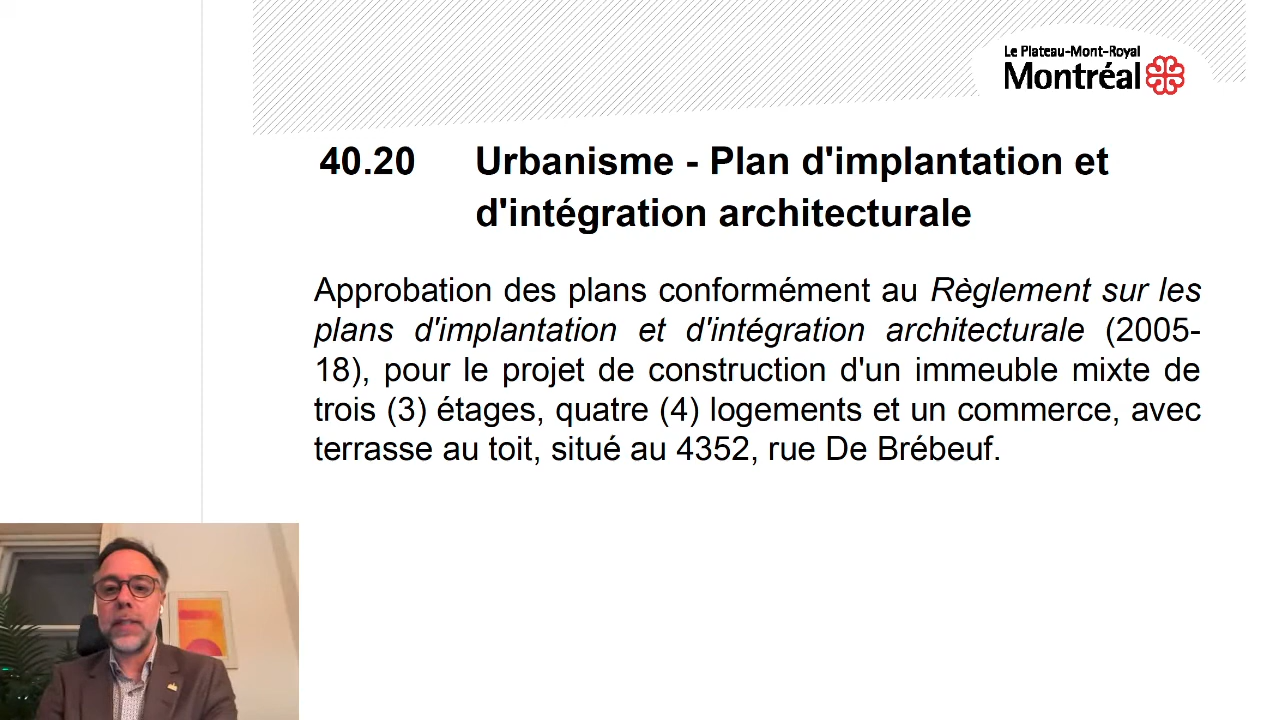 Le Plateau-Mont-Royal
Montréal
40.20 Urbanisme - Plan d'implantation et
d'intégration architecturale
Approbation des plans conformément au Règlement sur les
plans d'implantation et d'intégration architecturale (2005-
18), pour le projet de construction d'un immeuble mixte de
trois (3) étages, quatre (4) logements et un commerce, avec
terrasse au toit, situé au 4352, rue De Brébeuf.